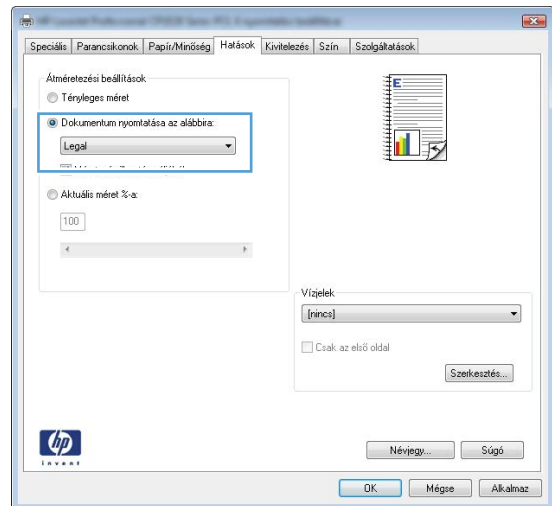 Speciális Parancsikonok Papír/Minőség Hatások Kivitelezés Szín Szolgáltatások
Átméretezési beállítások
Tényleges méret
Dokumentum nyomtatása az alábbira:
Legal
Aktuális méret %-a:
100
E
Vízjelek
[nincs]
Csak az első oldal
Szerkesztés...
hp
invent
Névjegy... Súgó
OK Mégse Alkalmaz